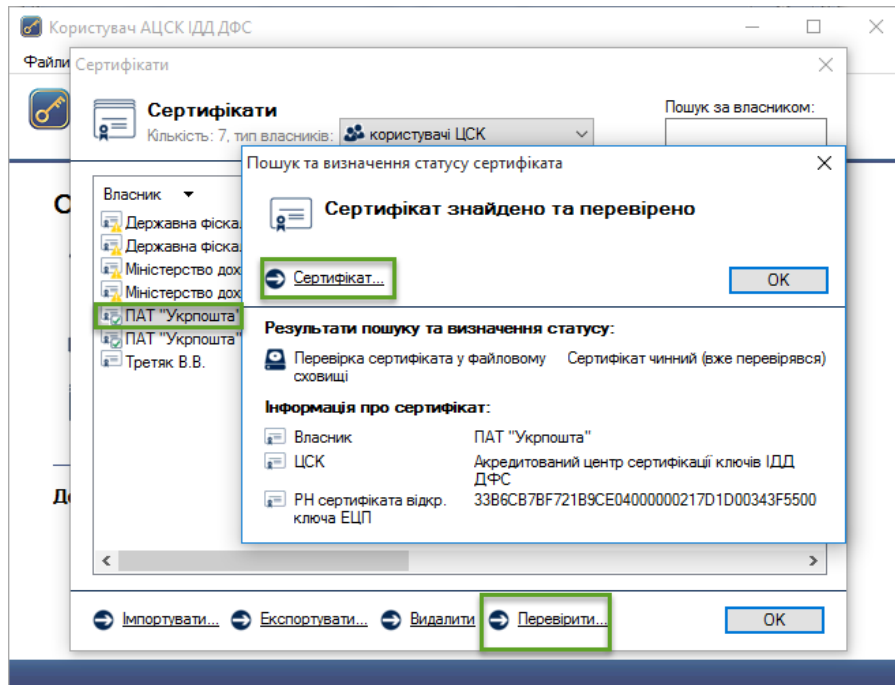 Користувач АЦСК ІДД ДФС
Файли
Сертифікати
Сертифікати
Кількість: 7, тип власників: користувачі ЦСК
Пошук за власником:
Власник
Державна фіска
Державна фіска
Міністерство дох
Міністерство дох
ПАТ "Укрпошта"
ПАТ "Укрпошта"
Третяк В.В.
Пошук та визначення статусу сертифіката
Сертифікат знайдено та перевірено
Сертифікат...
OK
Результати пошуку та визначення статусу:
Перевірка сертифіката у файловому Сертифікат чинний (вже перевірявся)
сховищі
Інформація про сертифікат:
Власник ПАТ "Укрпошта"
ЦСК Акредитований центр сертифікації ключів ІДД
ДФС
РН сертифіката відкр. 33B6CB7BF721B9CE04000000217D1D00343F5500
ключа ЕЦП
Імпортувати... Експортувати... Видалити Перевірити... OK